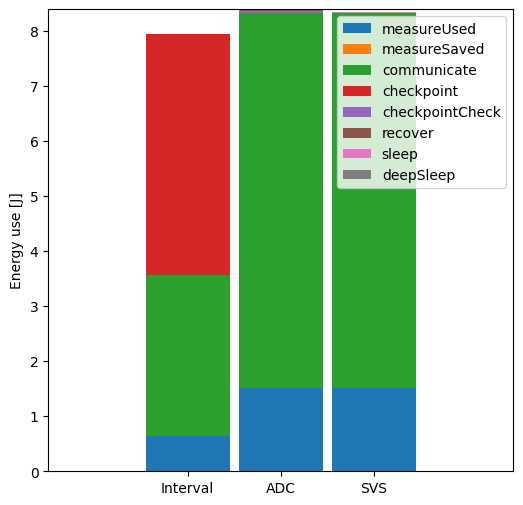 8
7
6
5
4
3
2
1
0
Energy use [J]
measureUsed
measureSaved
communicate
checkpoint
checkpointCheck
recover
sleep
deepSleep
Interval ADC SVS